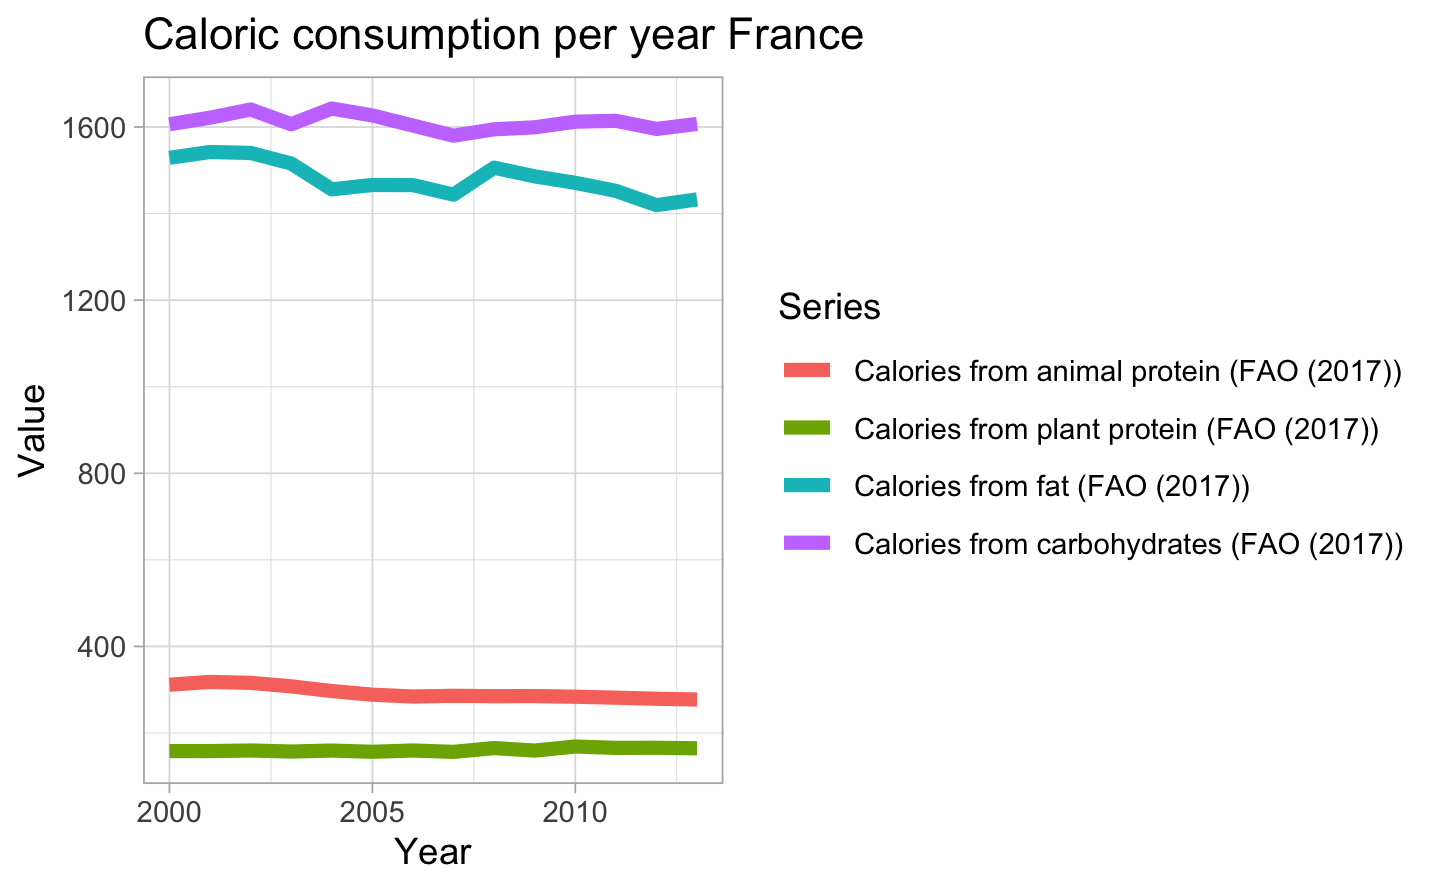 Caloric consumption per year France
1600
1200
800
400
Value
2000 2005 2010
Year
Series
Calories from animal protein (FAO (2017))
Calories from plant protein (FAO (2017))
Calories from fat (FAO (2017))
Calories from carbohydrates (FAO (2017))